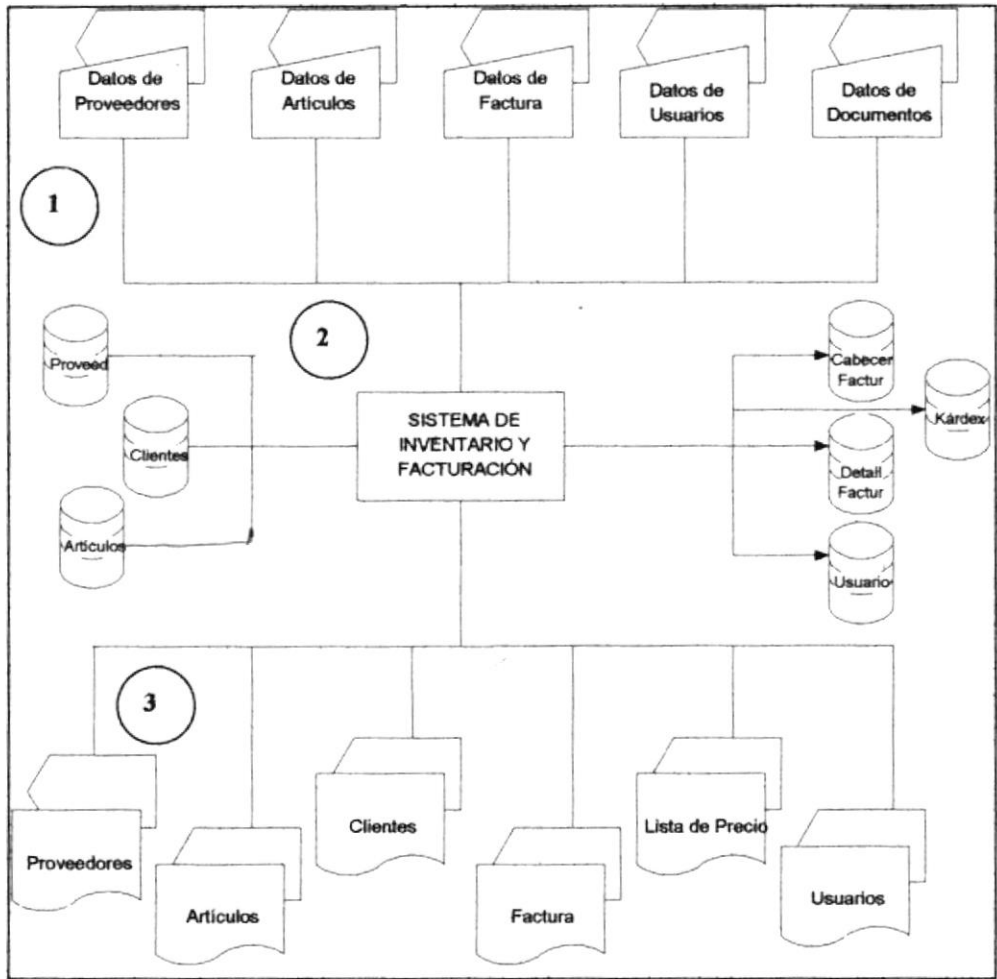 Datos de
Proveedores
Datos de
Artículos
Datos de
Factura
Datos de
Usuarios
Datos de
Documentos
1
2
Proveed
Clientes
Artículos
SISTEMA DE
INVENTARIO Y
FACTURACIÓN
Cabecer
Factur
Kárdex
Detall
Factur
Usuario
3
Proveedores
Artículos
Clientes
Factura
Lista de Precio
Usuarios